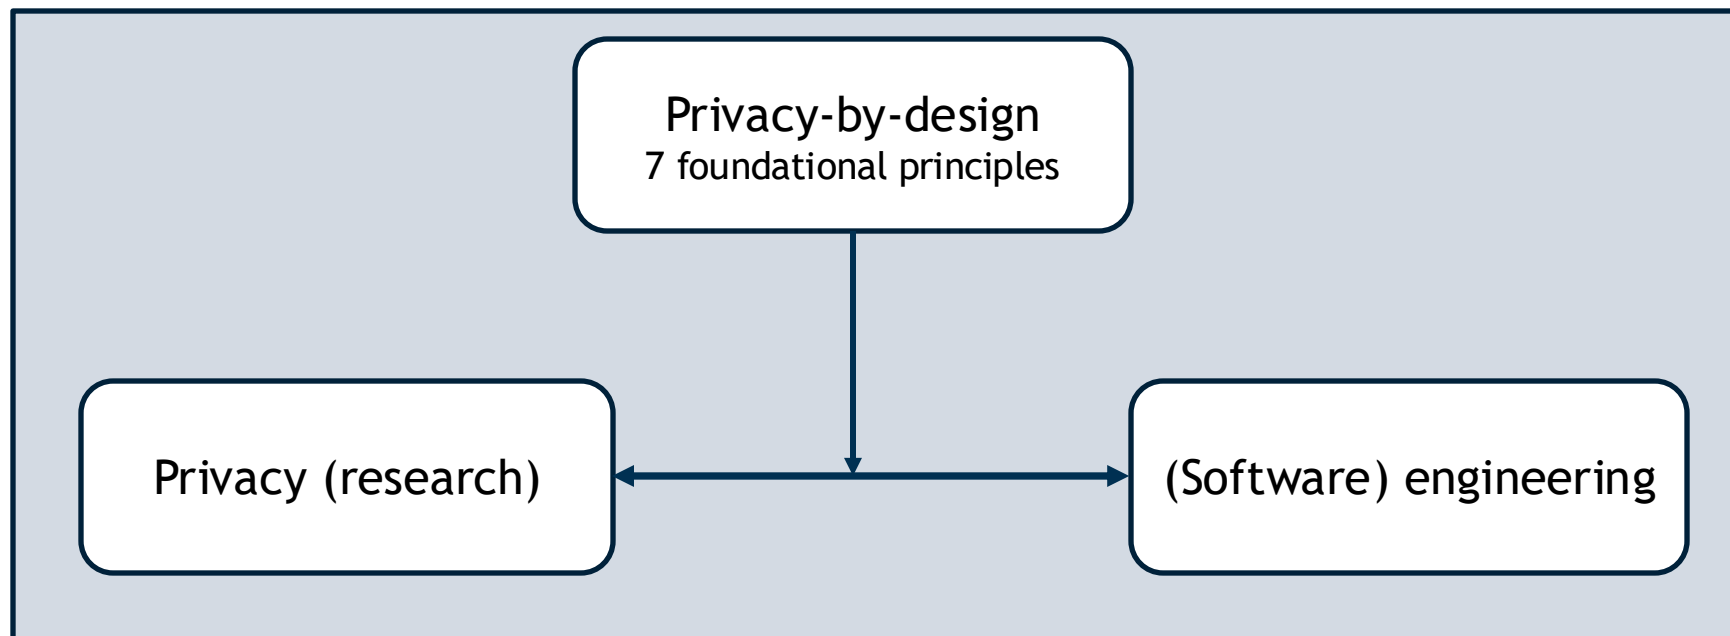 Privacy-by-design
7 foundational principles
Privacy (research)
(Software) engineering